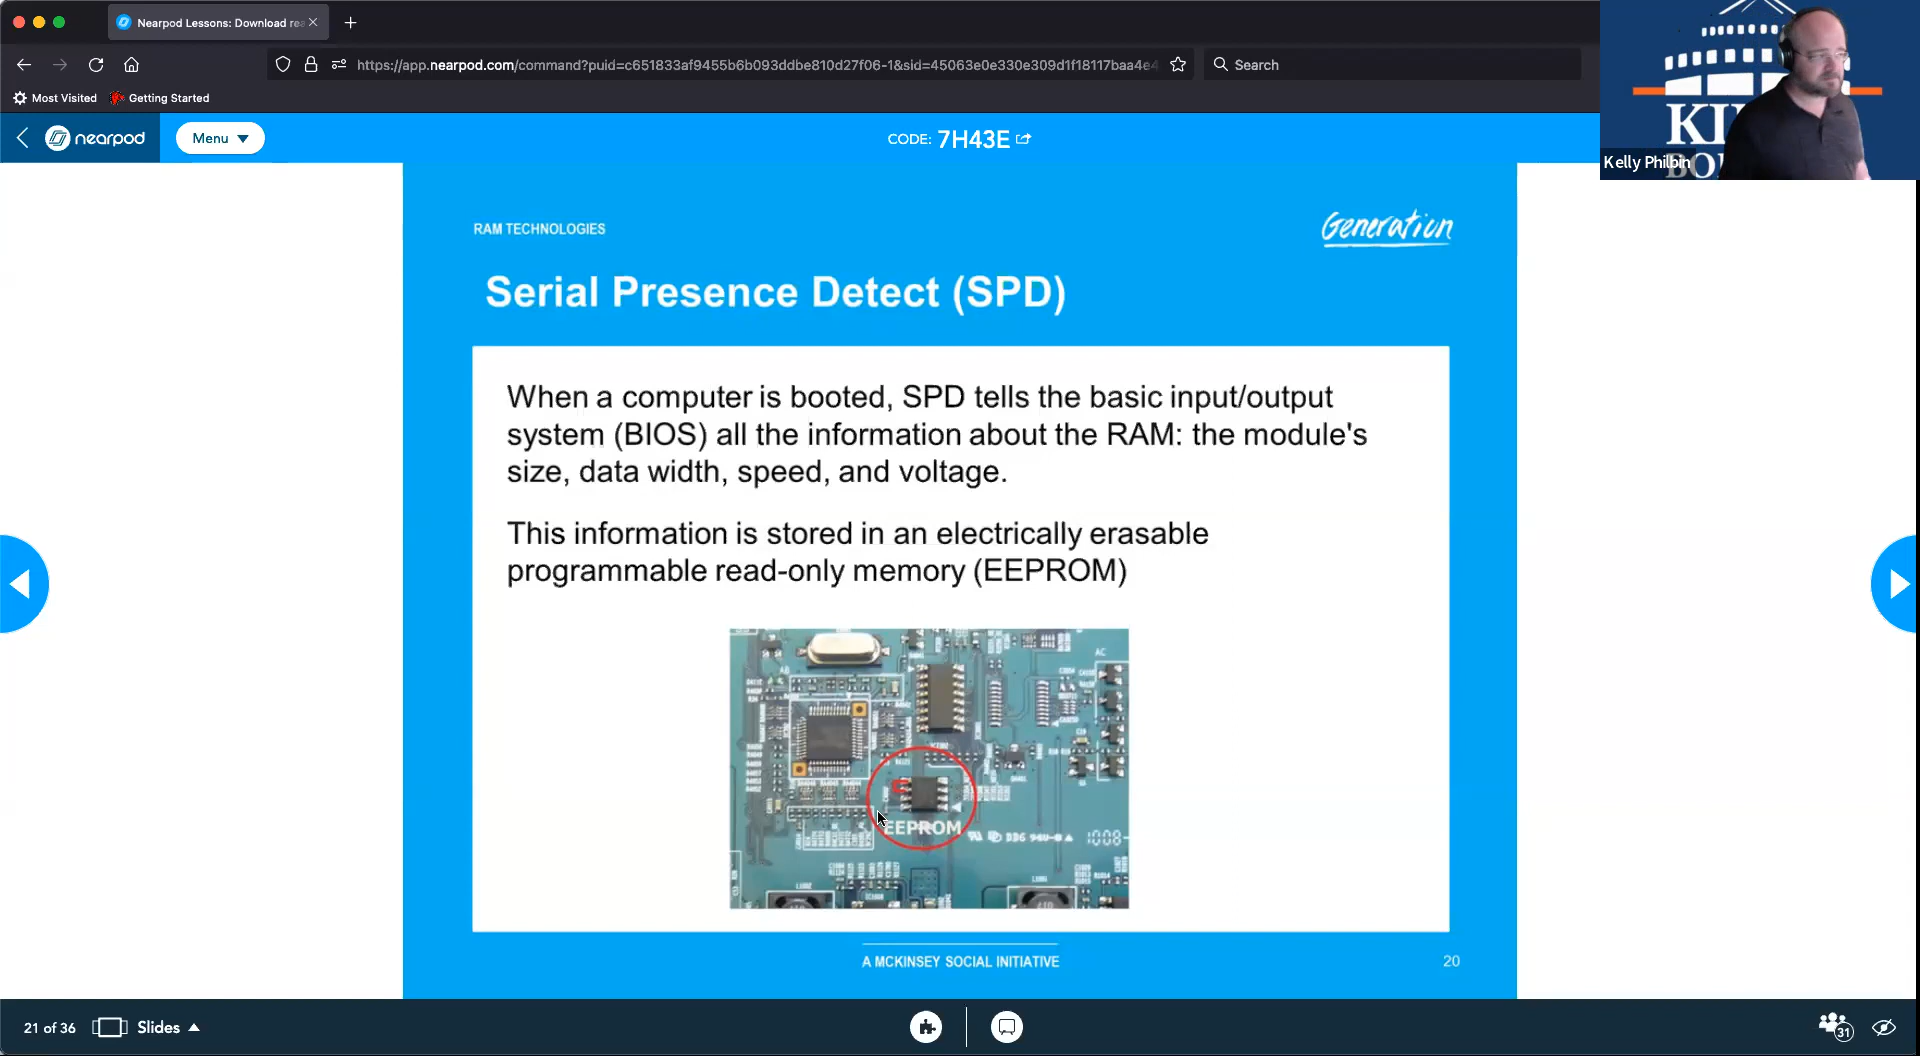 Nearpod Lessons: Download rea
https://app.nearpod.com/command?puid=c651833af9455b6b093ddbe810d27f06-1&sid=45063e0e330e309d1f18117baa4e4
Search
Most Visited
Getting Started
nearpod
Menu
CODE: 7H43E
Kelly Philbin
RAM TECHNOLOGIES
Generation
Serial Presence Detect (SPD)
When a computer is booted, SPD tells the basic input/output
system (BIOS) all the information about the RAM: the module's
size, data width, speed, and voltage.
This information is stored in an electrically erasable
programmable read-only memory (EEPROM)
AC
EEPROM
1008
A MCKINSEY SOCIAL INITIATIVE
20
21 of 36
Slides
31